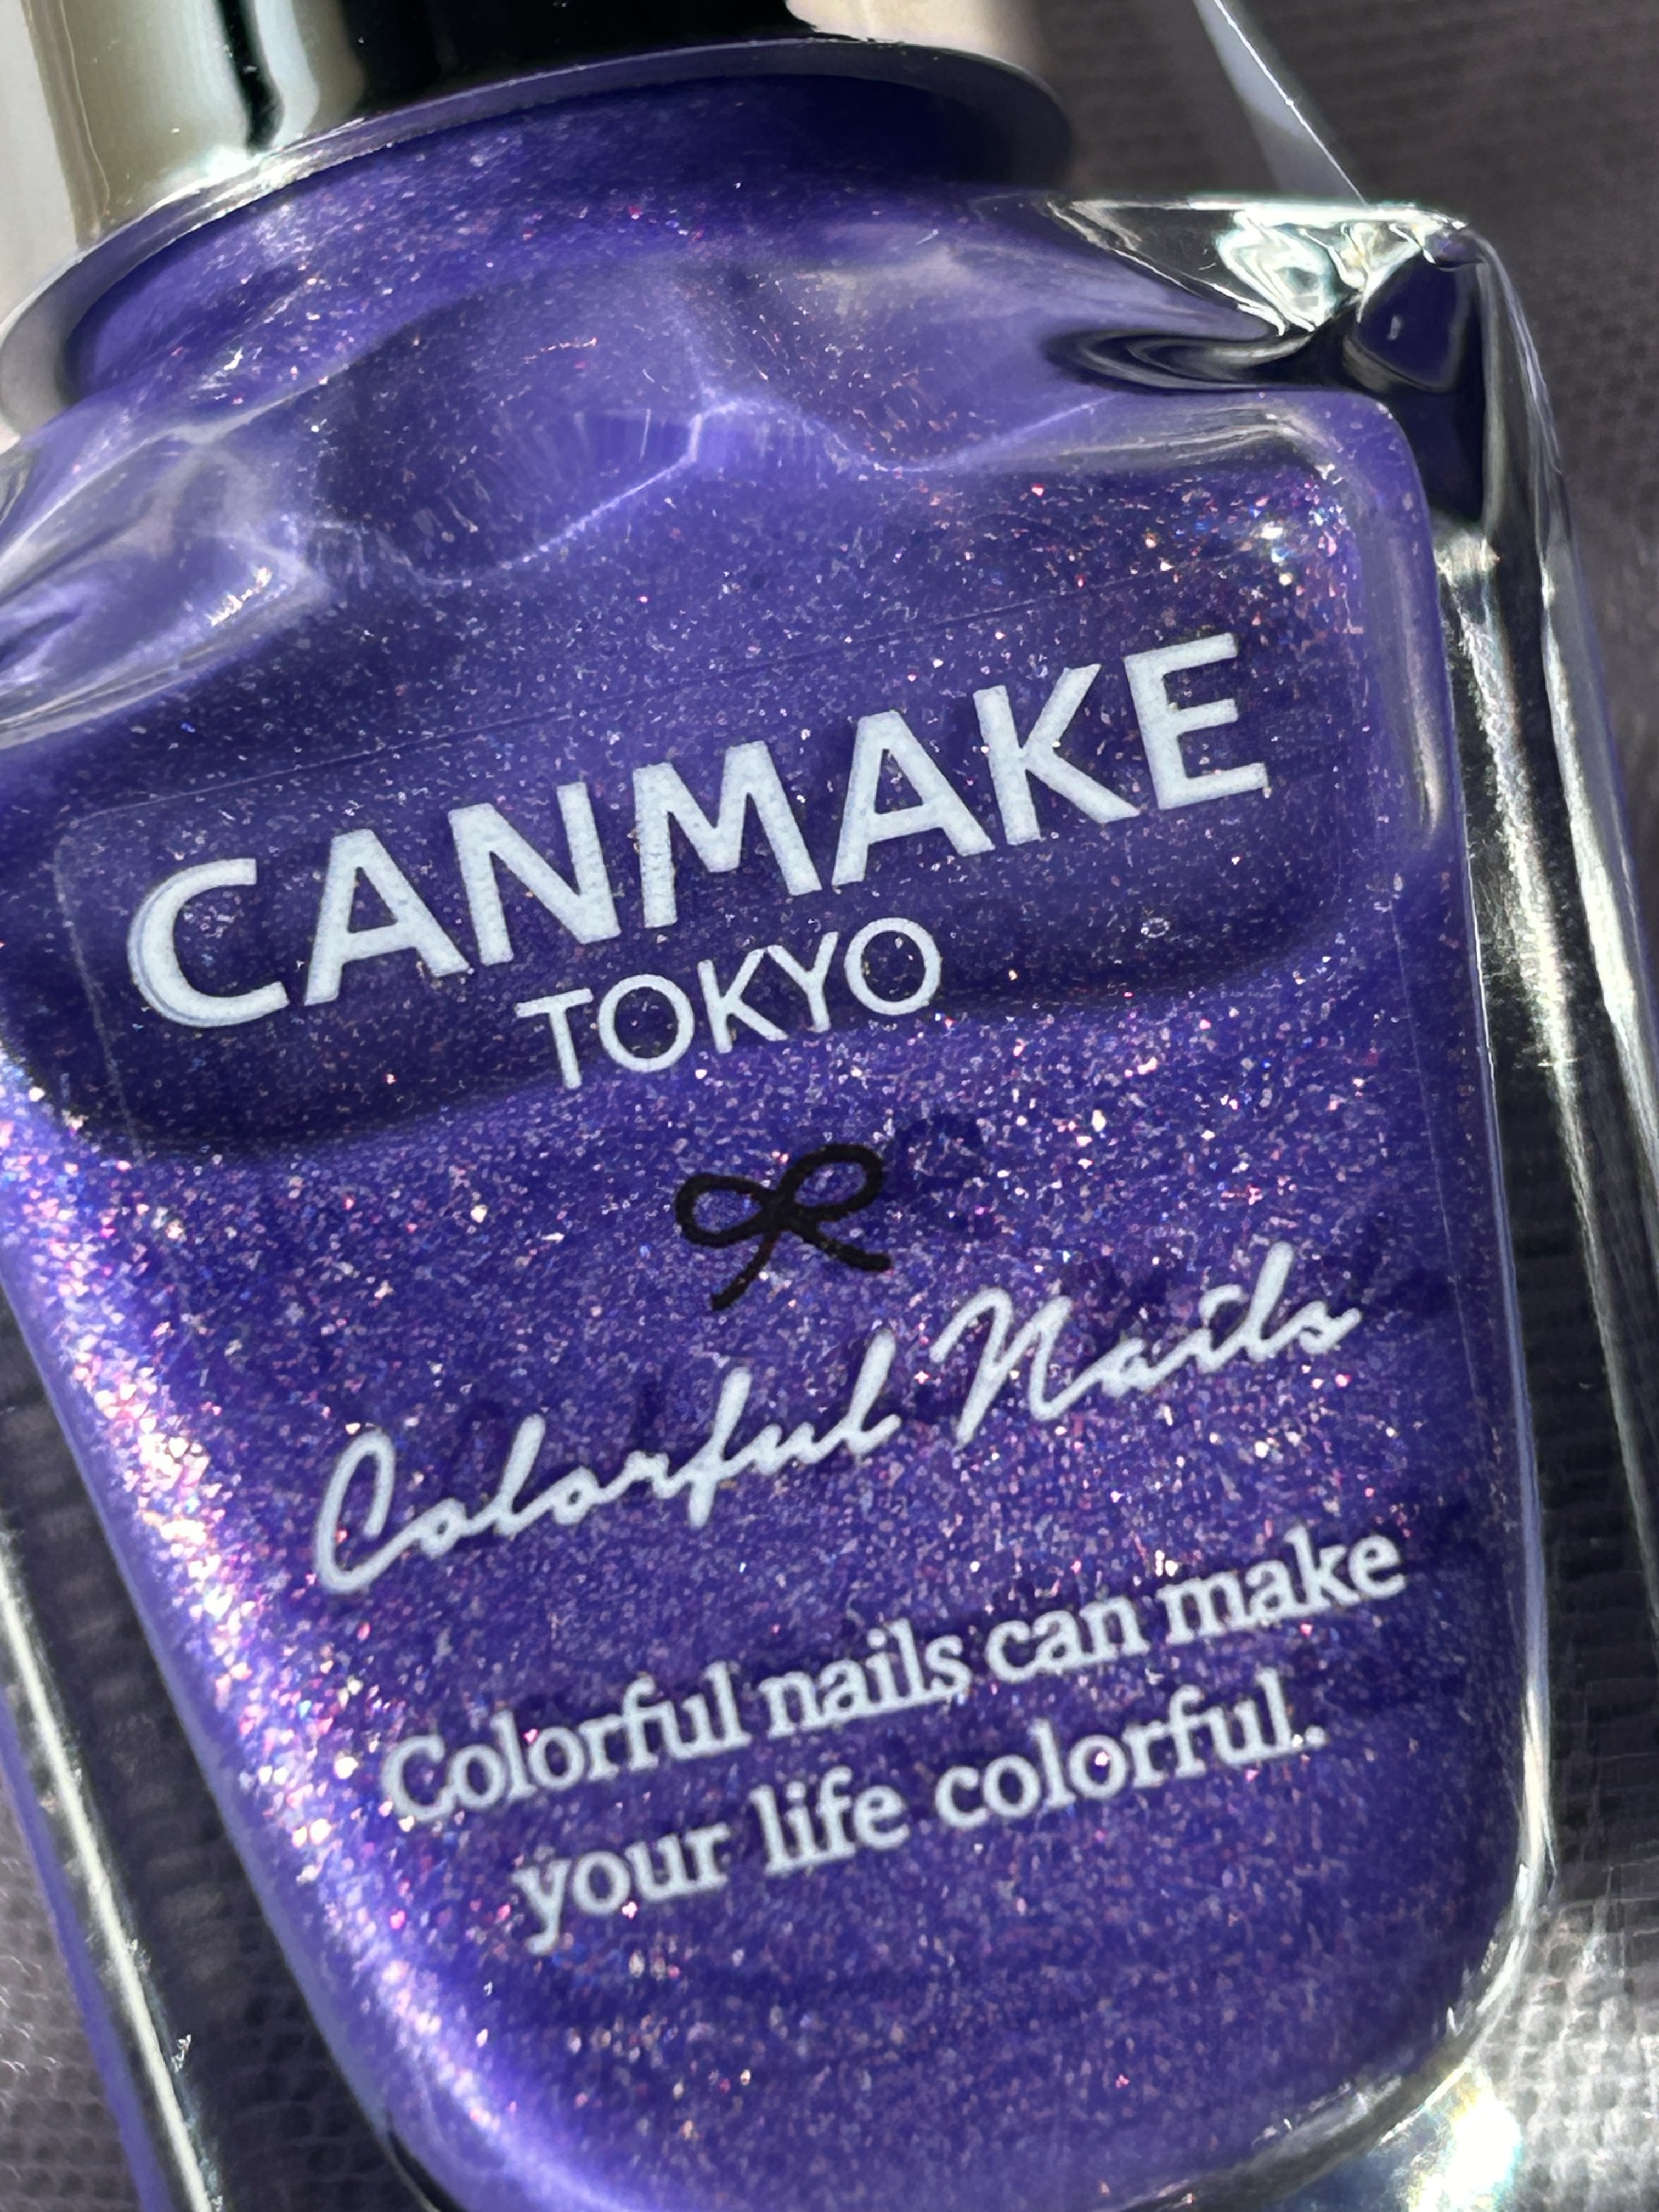 CANMAKE
TOKYO
Colorful Nails
Colorful nails can make
your life colorful.